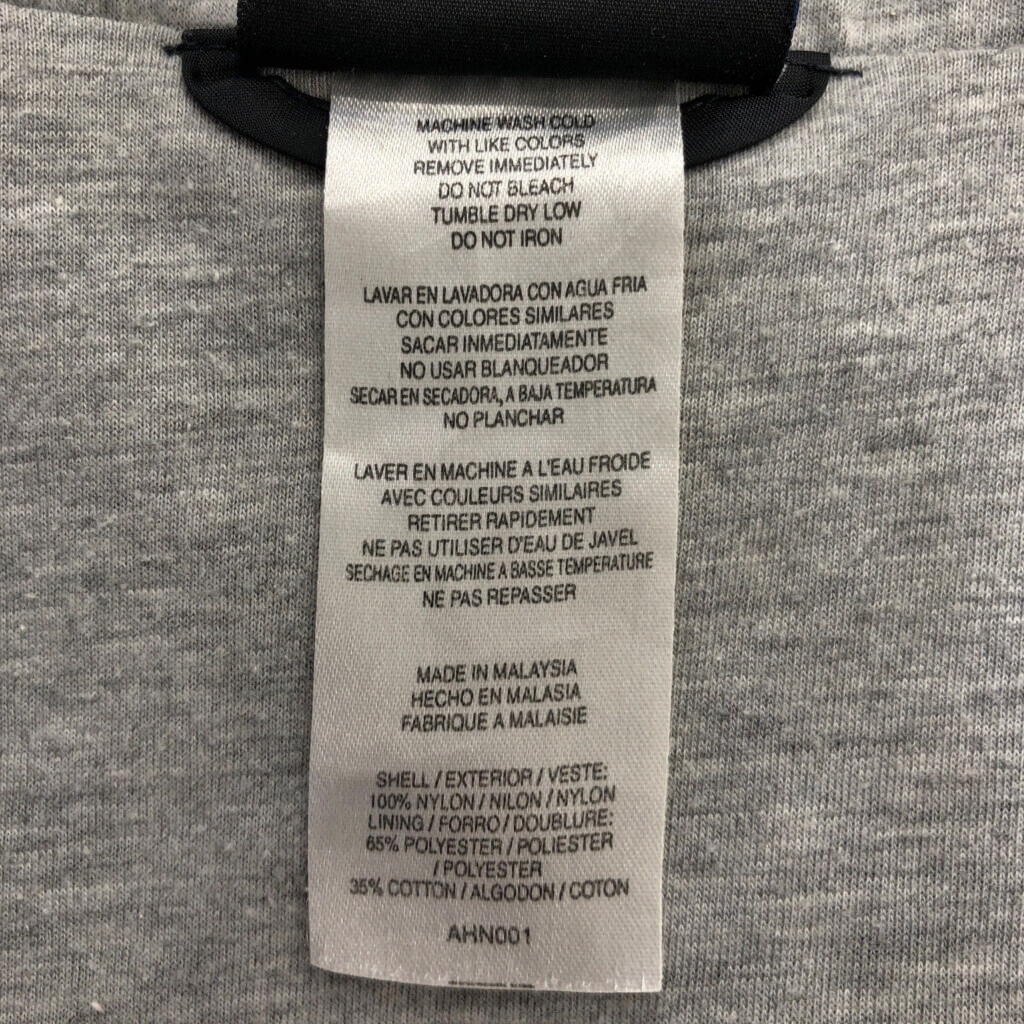 MACHINE WASH COLD
WITH LIKE COLORS
REMOVE IMMEDIATELY
DO NOT BLEACH
TUMBLE DRY LOW
DO NOT IRON
LAVAR EN LAVADORA CON AGUA FRIA
CON COLORES SIMILARES
SACAR INMEDIATAMENTE
NO USAR BLANQUEADOR
SECAR EN SECADORA, A BAJA TEMPERATURA
NO PLANCHAR
LAVER EN MACHINE A L'EAU FROIDE
AVEC COULEURS SIMILAIRES
RETIRER RAPIDEMENT
NE PAS UTILISER D'EAU DE JAVEL
SECHAGE EN MACHINE A BASSE TEMPERATURE
NE PAS REPASSER
MADE IN MALAYSIA
HECHO EN MALASIA
FABRIQUE A MALAISIE
SHELL / EXTERIOR / VESTE:
100% NYLON / NILON / NYLON
LINING / FORRO / DOUBLURE:
65% POLYESTER / POLIESTER
/ POLYESTER
35% COTTON / ALGODON / COTON
AHN001